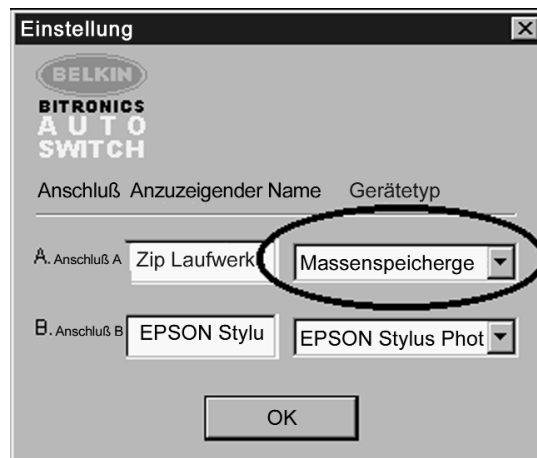 Einstellung
BELKIN
BITRONICS
AUTO
SWITCH
Anschluß Anzuzeigender Name Gerätetyp
A. Anschluß A Zip Laufwerk Massenspeicherge
B. Anschluß B EPSON Stylu EPSON Stylus Phot
OK